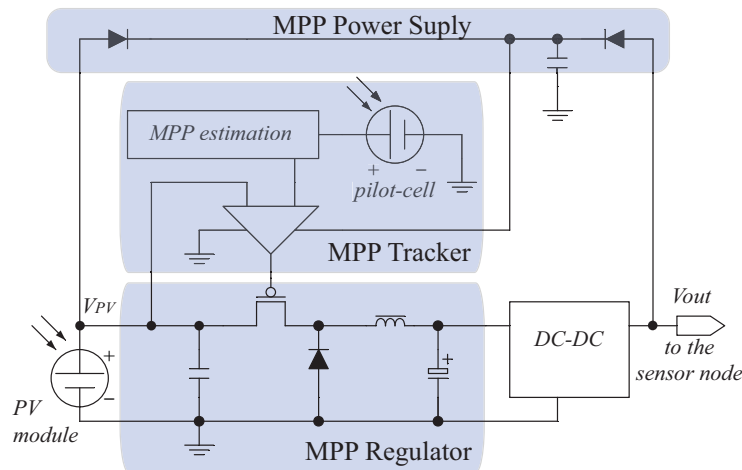 MPP Power Suply
MPP estimation
+ −
pilot-cell
MPP Tracker
VPV
Vout
+
DC-DC
+
−
to the
sensor node
PV
module
MPP Regulator